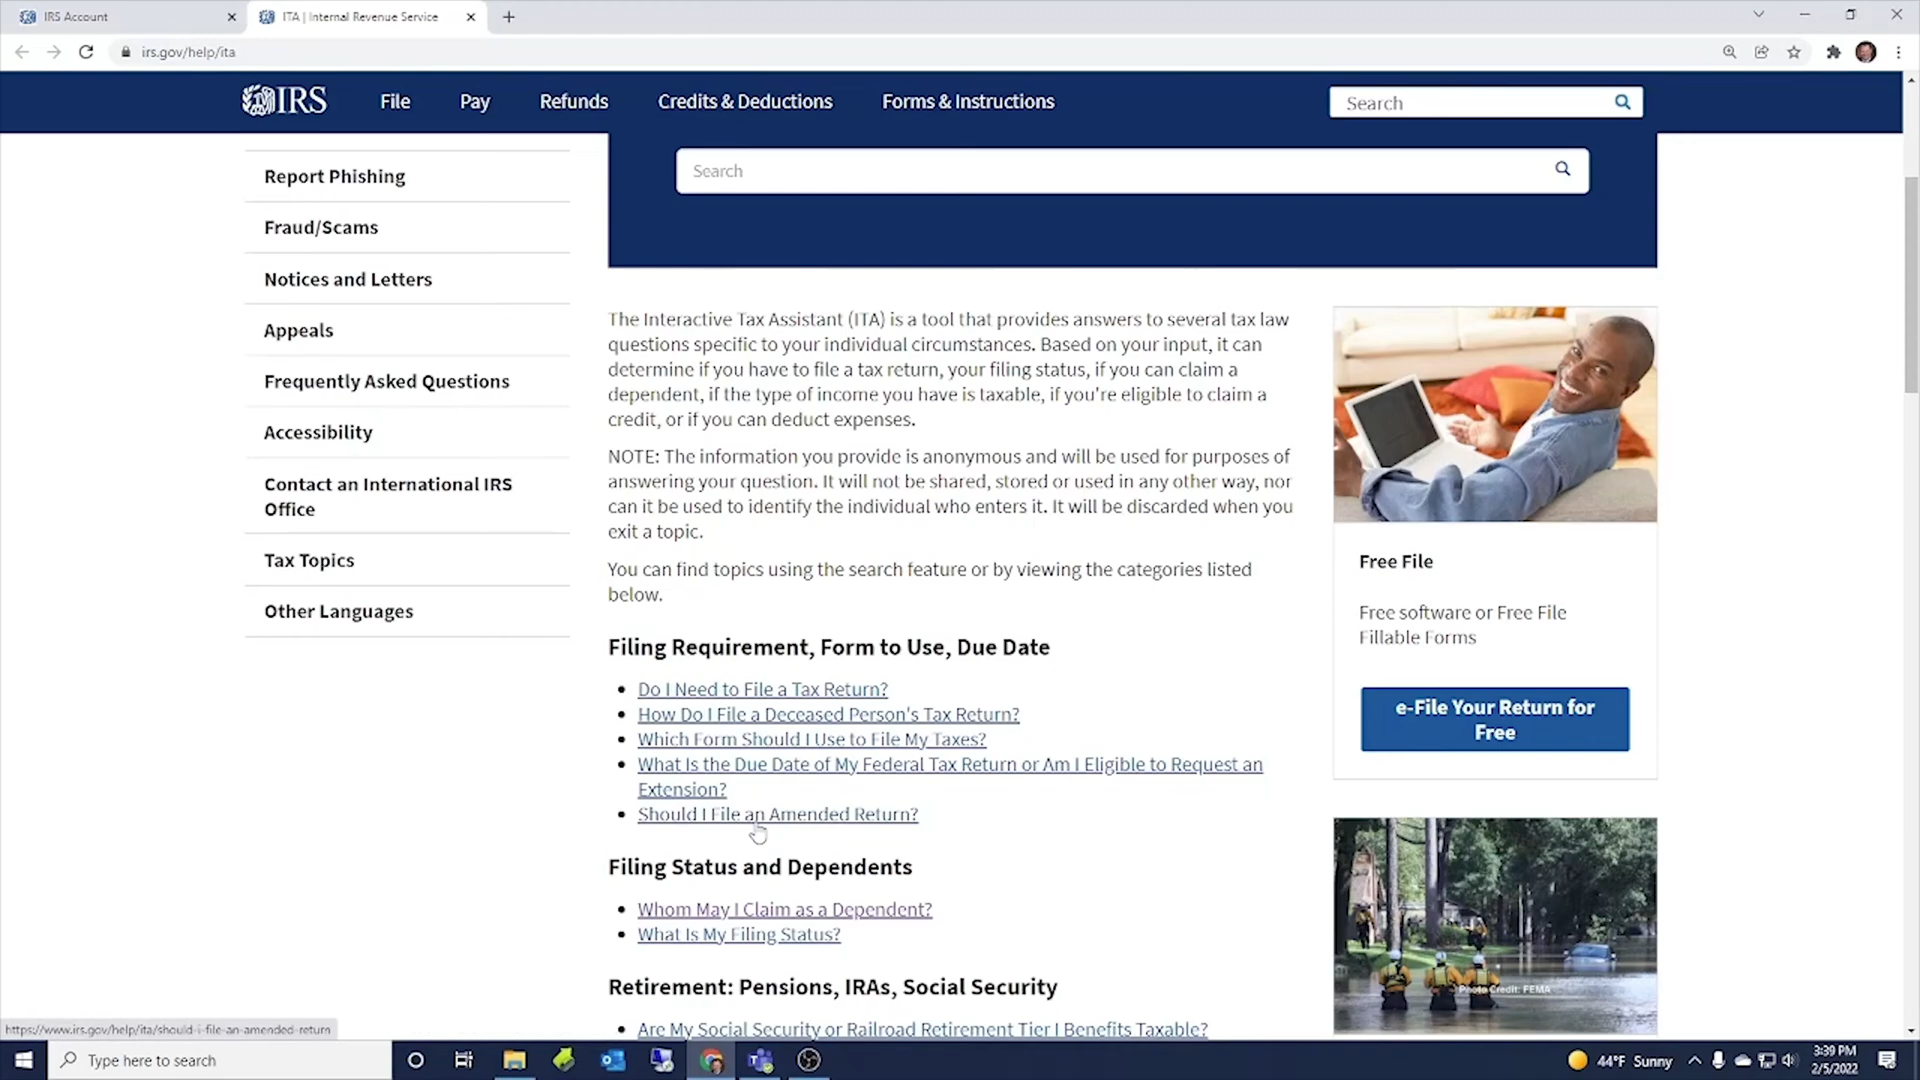 IRS Account
ITA | Internal Revenue Service
irs.gov/help/ita
IRS
File
Pay
Refunds
Credits & Deductions
Forms & Instructions
Search
Search
Report Phishing
Fraud/Scams
Notices and Letters
Appeals
Frequently Asked Questions
Accessibility
Contact an International IRS
Office
Tax Topics
Other Languages
The Interactive Tax Assistant (ITA) is a tool that provides answers to several tax law
questions specific to your individual circumstances. Based on your input, it can
determine if you have to file a tax return, your filing status, if you can claim a
dependent, if the type of income you have is taxable, if you're eligible to claim a
credit, or if you can deduct expenses.
NOTE: The information you provide is anonymous and will be used for purposes of
answering your question. It will not be shared, stored or used in any other way, nor
can it be used to identify the individual who enters it. It will be discarded when you
exit a topic.
You can find topics using the search feature or by viewing the categories listed
below.
Filing Requirement, Form to Use, Due Date
Do I Need to File a Tax Return?
How Do I File a Deceased Person's Tax Return?
Which Form Should I Use to File My Taxes?
What Is the Due Date of My Federal Tax Return or Am I Eligible to Request an
Extension?
Should I File an Amended Return?
Filing Status and Dependents
Whom May I Claim as a Dependent?
What Is My Filing Status?
Retirement: Pensions, IRAs, Social Security
Are My Social Security or Railroad Retirement Tier I Benefits Taxable?
Free File
Free software or Free File
Fillable Forms
e-File Your Return for
Free
Photo Credit: FEMA
https://www.irs.gov/help/ita/should-i-file-an-amended-return
Type here to search
44°F Sunny
3:39 PM
2/5/2022